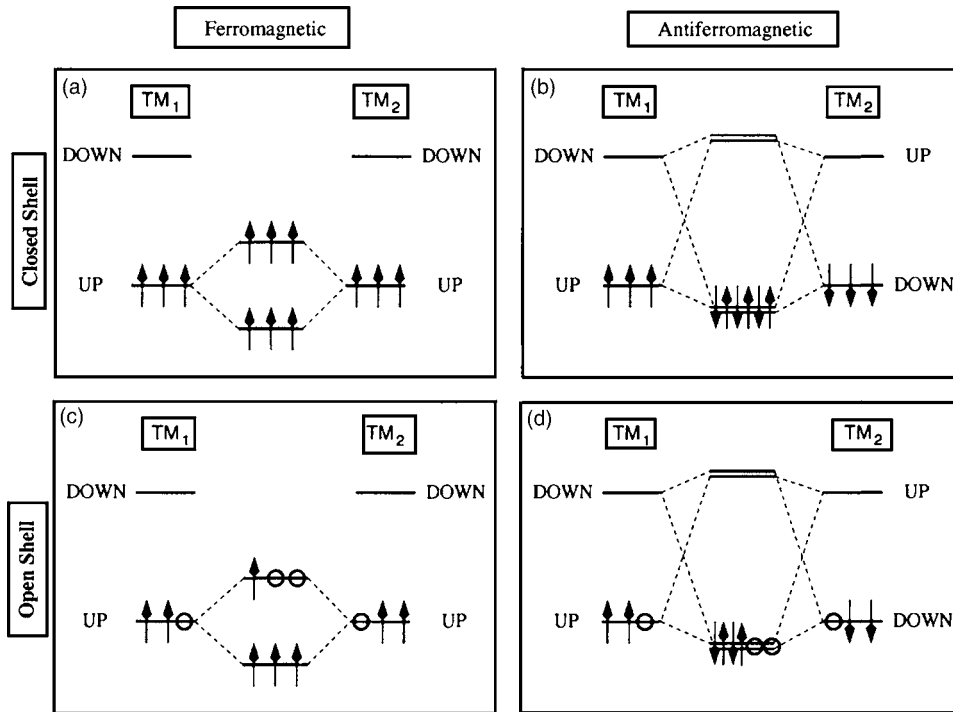 Ferromagnetic
Antiferromagnetic
Closed Shell
(a)
TM1
TM2
DOWN
DOWN
UP
UP
(b)
TM1
TM2
DOWN
UP
UP
DOWN
Open Shell
(c)
TM1
TM2
DOWN
DOWN
UP
UP
(d)
TM1
TM2
DOWN
UP
UP
DOWN